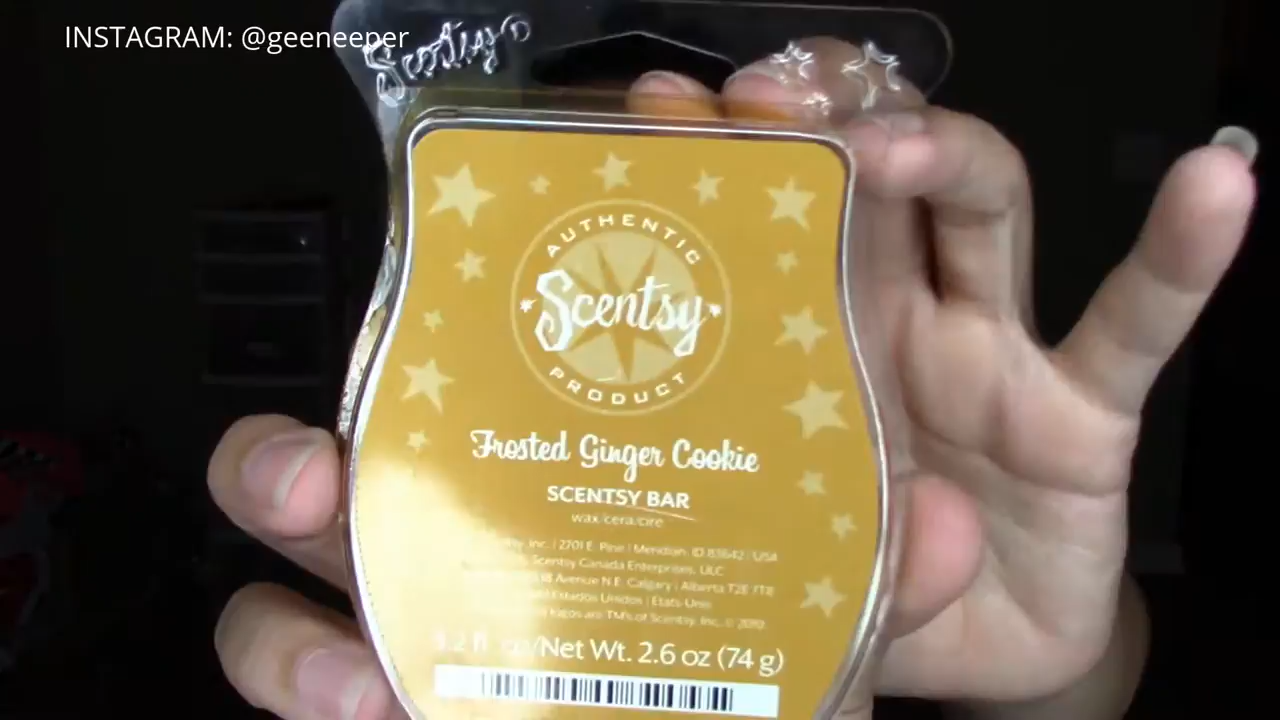 INSTAGRAM: @geeneeper
Scentsy
AUTHENTIC
Scentsy
PRODUCT
Frosted Ginger Cookie
SCENTSY BAR
wax/cera/cire
Inc. | 2701 E. Pine | Meridian, ID 83642 | USA
Scentsy Canada Enterprises, ULC
Avenue N.E. Calgary | Alberta T2E 7T8
Estados Unidos | États-Unis
logos are TM's of Scentsy, Inc. © 2010
Net Wt. 2.6 oz (74 g)